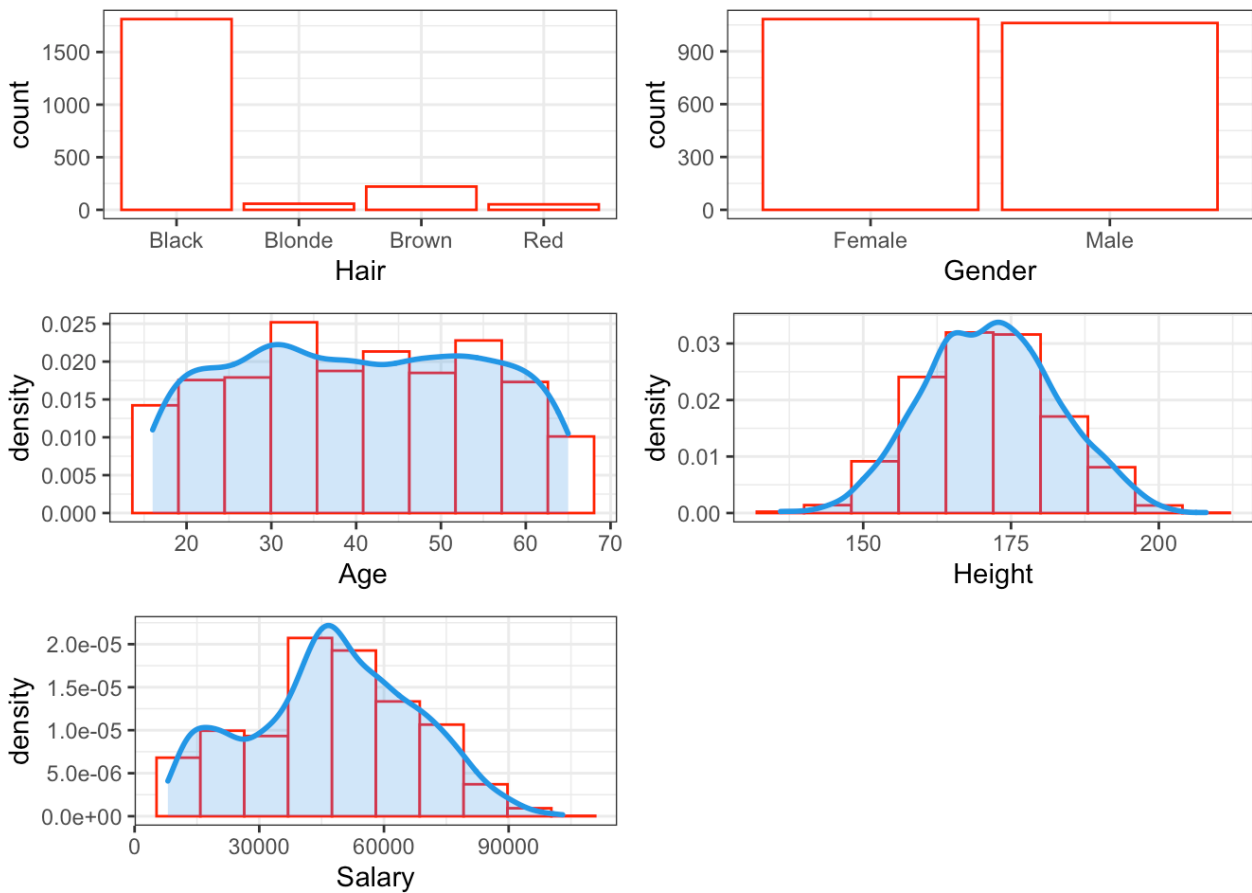 count
1500
1000
500
0
Black Blonde Brown Red
Hair
count
900
600
300
0
Female Male
Gender
density
0.025
0.020
0.015
0.010
0.005
0.000
20 30 40 50 60 70
Age
density
0.03
0.02
0.01
0.00
150 175 200
Height
density
2.0e-05
1.5e-05
1.0e-05
5.0e-06
0.0e+00
0 30000 60000 90000
Salary